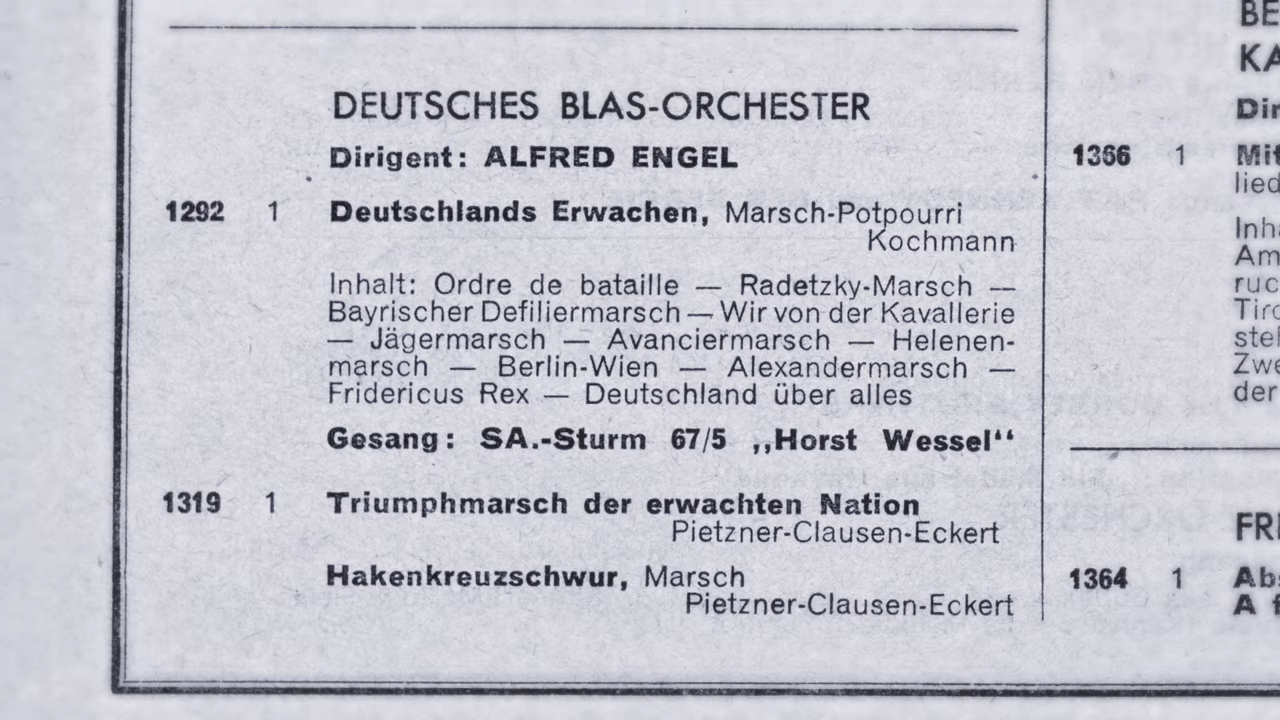 DEUTSCHES BLAS-ORCHESTER
Dirigent: ALFRED ENGEL
1292 1 Deutschlands Erwachen, Marsch-Potpourri
Kochmann
Inhalt: Ordre de bataille — Radetzky-Marsch —
Bayrischer Defiliermarsch — Wir von der Kavallerie
— Jägermarsch — Avanciermarsch — Helenen-
marsch — Berlin-Wien — Alexandermarsch —
Fridericus Rex — Deutschland über alles
Gesang: SA.-Sturm 67/5 „Horst Wessel“
1319 1 Triumphmarsch der erwachten Nation
Pietzner-Clausen-Eckert
Hakenkreuzschwur, Marsch
Pietzner-Clausen-Eckert
BE
KA
Dir
1366 1 Mit
lied
Inha
Am
ruc
Tiro
stel
Zwe
der
FRI
1364 1 Abs
A f